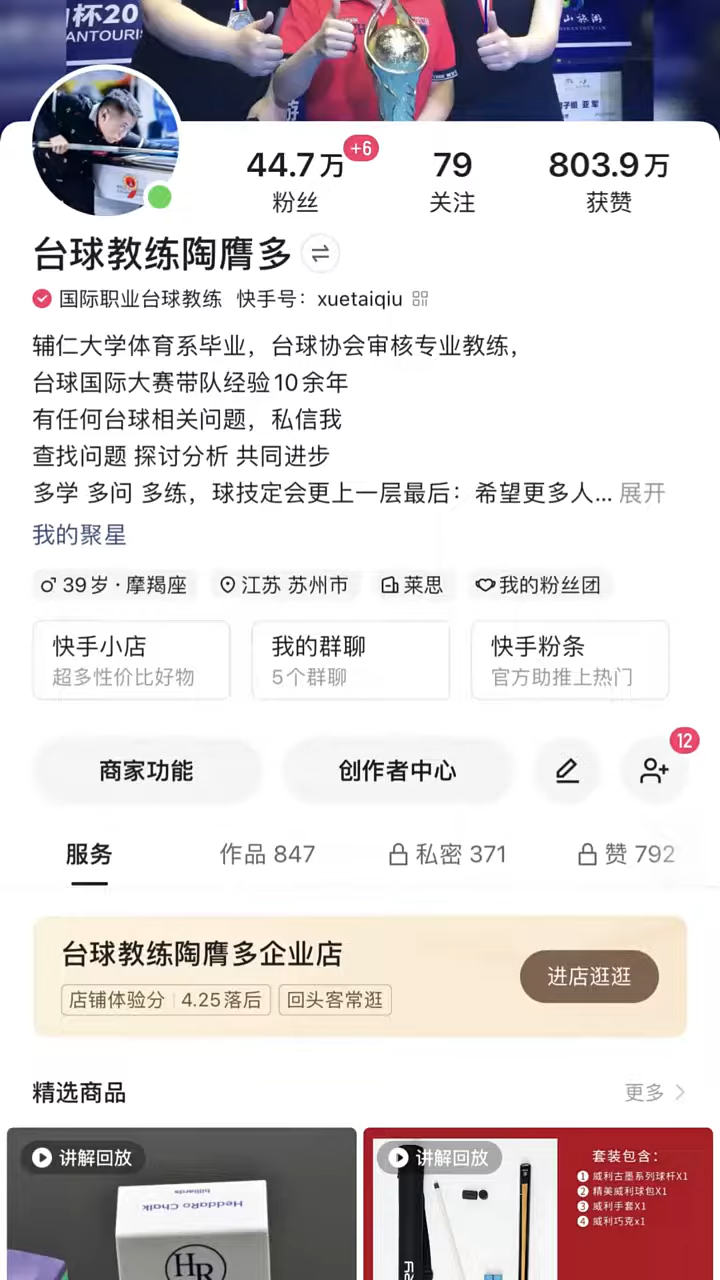 杯20
ANTOURIS
山旅游
子组 亚军
游
44.7万
+6
79
803.9万
粉丝
关注
获赞
台球教练陶膺多
国际职业台球教练 快手号：xuetaiqiu
辅仁大学体育系毕业，台球协会审核专业教练，
台球国际大赛带队经验10余年
有任何台球相关问题，私信我
查找问题 探讨分析 共同进步
多学 多问 多练，球技定会更上一层最后：希望更多人... 展开
我的聚星
39岁·摩羯座
江苏 苏州市
莱思
我的粉丝团
快手小店
我的群聊
快手粉条
超多性价比好物
5个群聊
官方助推上热门
商家功能
创作者中心
12
服务
作品 847
私密 371
赞 792
台球教练陶膺多企业店
店铺体验分 4.25落后
回头客常逛
进店逛逛
精选商品
更多
讲解回放
讲解回放
billiards
HeddaRo Chalk
HR
套装包含：
1 威利古墨系列球杆X1
2 精美威利球包X1
3 威利手套X1
4 威利巧克x1